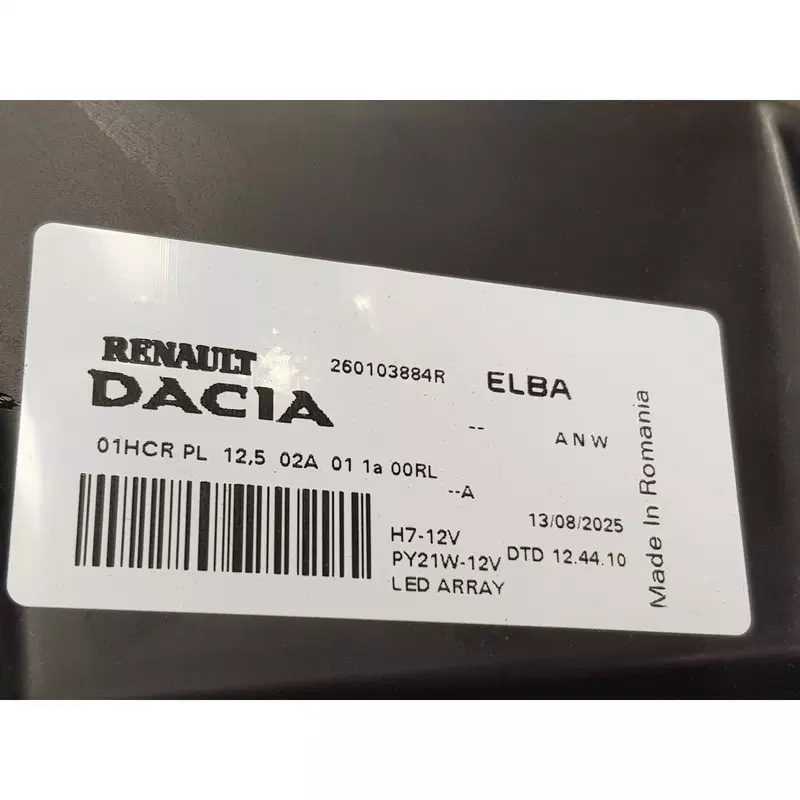 RENAULT 260103884R ELBA
DACIA -- ANW
01HCR PL 12,5 02A 01 1a 00RL
--A
H7-12V 13/08/2025
PY21W-12V DTD 12.44.10
LED ARRAY
Made In Romania